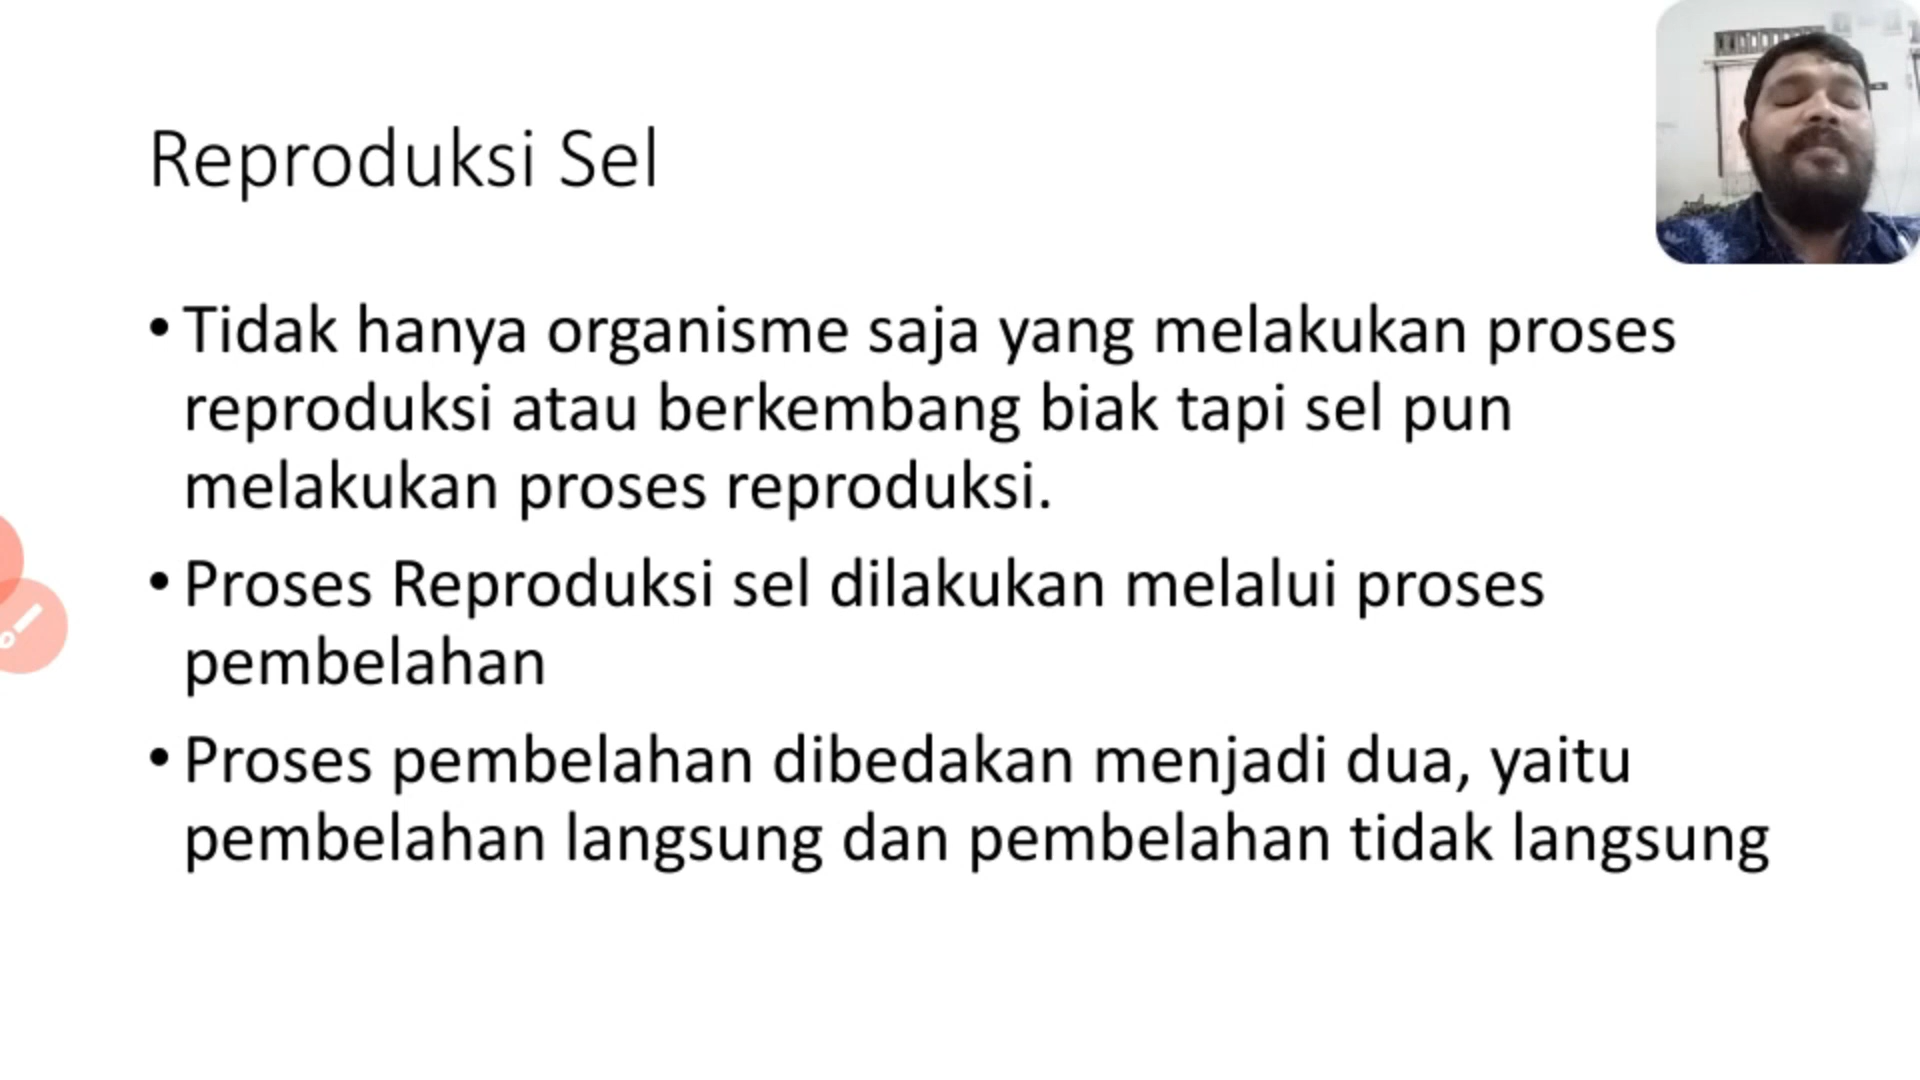 Reproduksi Sel
• Tidak hanya organisme saja yang melakukan proses
reproduksi atau berkembang biak tapi sel pun
melakukan proses reproduksi.
• Proses Reproduksi sel dilakukan melalui proses
pembelahan
• Proses pembelahan dibedakan menjadi dua, yaitu
pembelahan langsung dan pembelahan tidak langsung